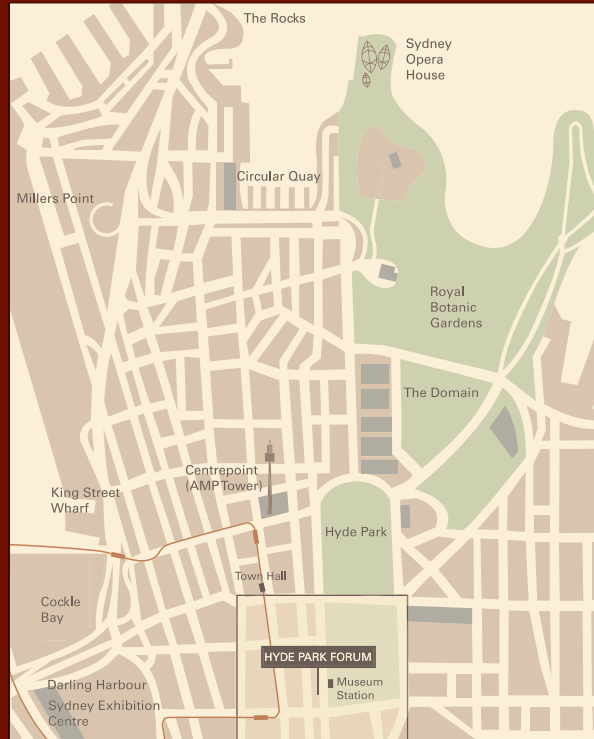 The Rocks
Sydney
Opera
House
Circular Quay
Millers Point
Royal
Botanic
Gardens
The Domain
Centrepoint
(AMP Tower)
King Street
Wharf
Hyde Park
Town Hall
Cockle
Bay
HYDE PARK FORUM
Museum
Station
Darling Harbour
Sydney Exhibition
Centre